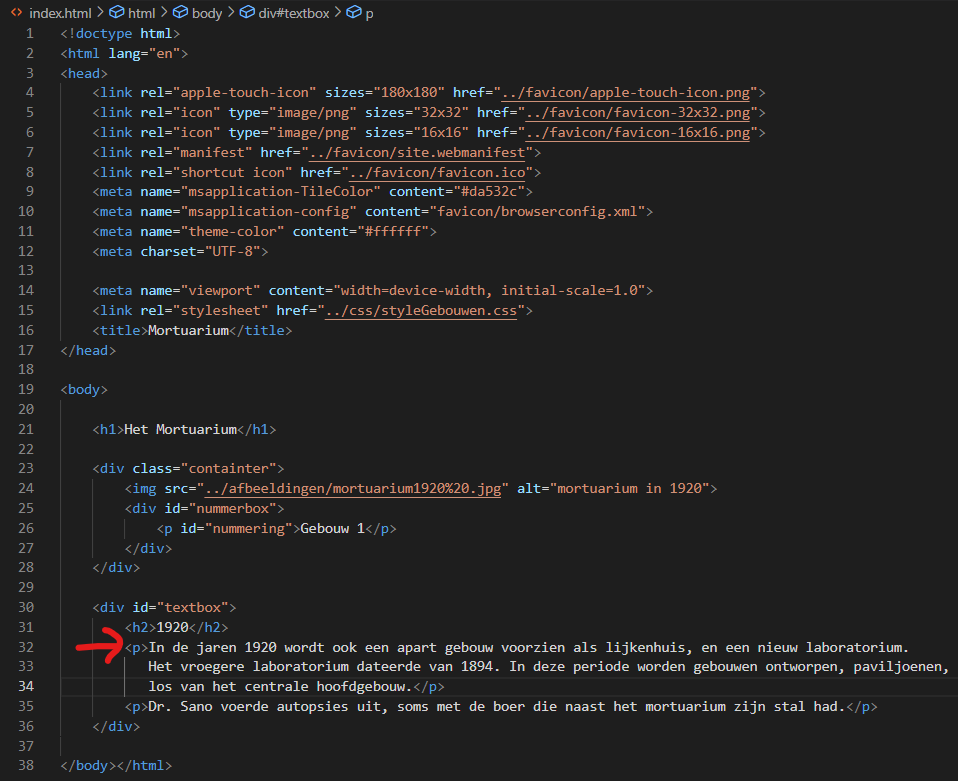 index.html > html > body > div#textbox > p
1 <!doctype html>
2 <html lang="en">
3 <head>
4 <link rel="apple-touch-icon" sizes="180x180" href="../favicon/apple-touch-icon.png">
5 <link rel="icon" type="image/png" sizes="32x32" href="../favicon/favicon-32x32.png">
6 <link rel="icon" type="image/png" sizes="16x16" href="../favicon/favicon-16x16.png">
7 <link rel="manifest" href="../favicon/site.webmanifest">
8 <link rel="shortcut icon" href="../favicon/favicon.ico">
9 <meta name="msapplication-TileColor" content="#da532c">
10 <meta name="msapplication-config" content="favicon/browserconfig.xml">
11 <meta name="theme-color" content="#ffffff">
12 <meta charset="UTF-8">
13
14 <meta name="viewport" content="width=device-width, initial-scale=1.0">
15 <link rel="stylesheet" href="../css/styleGebouwen.css">
16 <title>Mortuarium</title>
17 </head>
18
19 <body>
20
21 <h1>Het Mortuarium</h1>
22
23 <div class="containter">
24 <img src="../afbeeldingen/mortuarium1920%20.jpg" alt="mortuarium in 1920">
25 <div id="nummerbox">
26 <p id="nummering">Gebouw 1</p>
27 </div>
28 </div>
29
30 <div id="textbox">
31 <h2>1920</h2>
32 <p>In de jaren 1920 wordt ook een apart gebouw voorzien als lijkenhuis, en een nieuw laboratorium.
33 Het vroegere laboratorium dateerde van 1894. In deze periode worden gebouwen ontworpen, paviljoenen,
34 los van het centrale hoofdgebouw.</p>
35 <p>Dr. Sano voerde autopsies uit, soms met de boer die naast het mortuarium zijn stal had.</p>
36 </div>
37
38 </body></html>